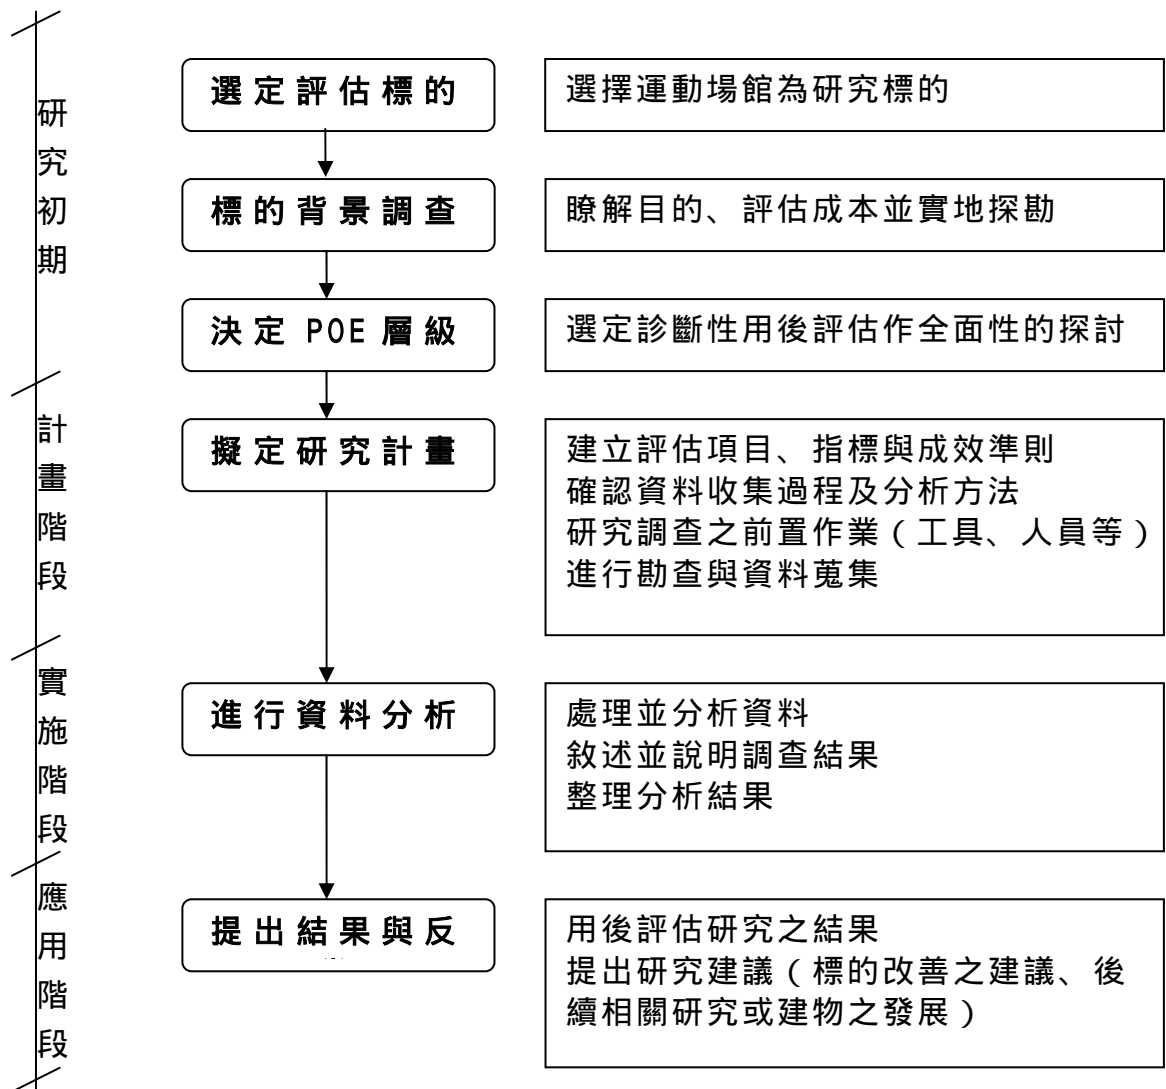 研究初期
選定評估標的
選擇運動場館為研究標的
標的背景調查
瞭解目的、評估成本並實地探勘
決定 POE 層級
選定診斷性用後評估作全面性的探討
計畫階段
擬定研究計畫
建立評估項目、指標與成效準則
確認資料收集過程及分析方法
研究調查之前置作業（工具、人員等）
進行勘查與資料蒐集
實施階段
進行資料分析
處理並分析資料
敘述並說明調查結果
整理分析結果
應用階段
提出結果與反
用後評估研究之結果
提出研究建議（標的改善之建議、後
續相關研究或建物之發展）